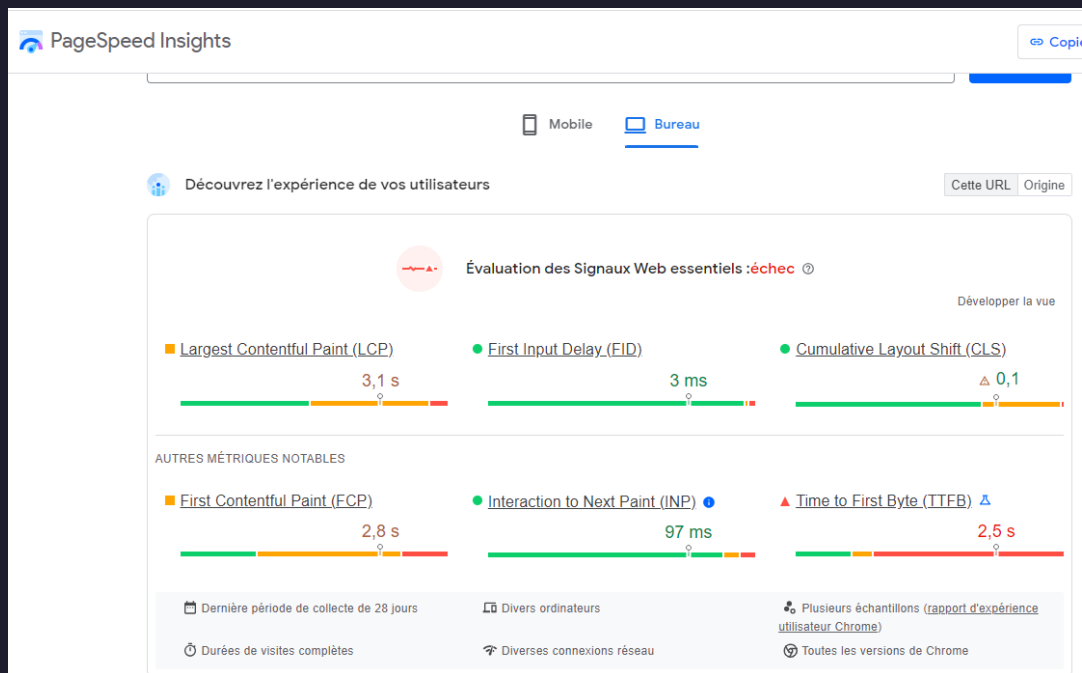 PageSpeed Insights
Mobile
Bureau
Découvrez l'expérience de vos utilisateurs
Cette URL
Origine
Évaluation des Signaux Web essentiels :échec
Développer la vue
Largest Contentful Paint (LCP)
3,1 s
First Input Delay (FID)
3 ms
Cumulative Layout Shift (CLS)
0,1
AUTRES MÉTRIQUES NOTABLES
First Contentful Paint (FCP)
2,8 s
Interaction to Next Paint (INP)
97 ms
Time to First Byte (TTFB)
2,5 s
Dernière période de collecte de 28 jours
Divers ordinateurs
Plusieurs échantillons (rapport d'expérience
utilisateur Chrome)
Durées de visites complètes
Diverses connexions réseau
Toutes les versions de Chrome